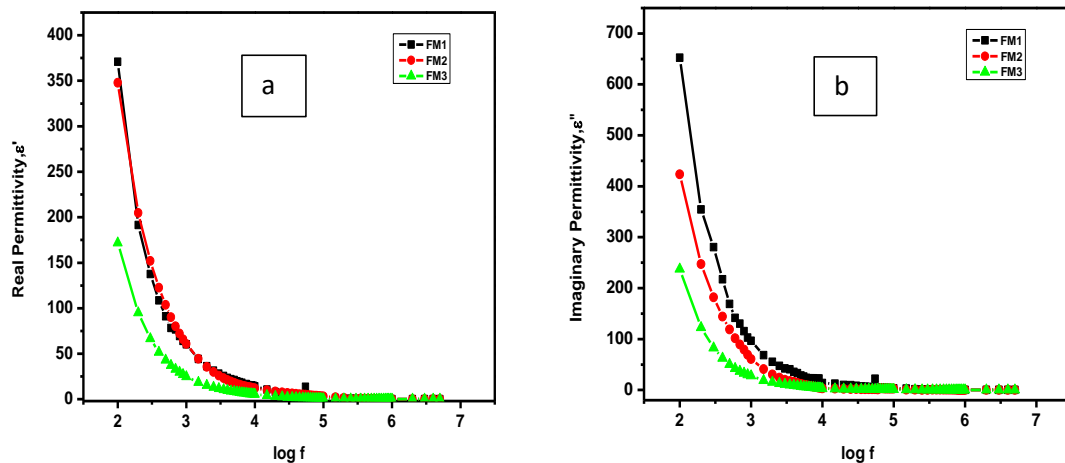 400
350
300
250
200
150
100
50
0
2 3 4 5 6 7
log f
Real Permittivity,ε'
a
FM1
FM2
FM3
700
600
500
400
300
200
100
0
2 3 4 5 6 7
log f
Imaginary Permittivity,ε"
b
FM1
FM2
FM3